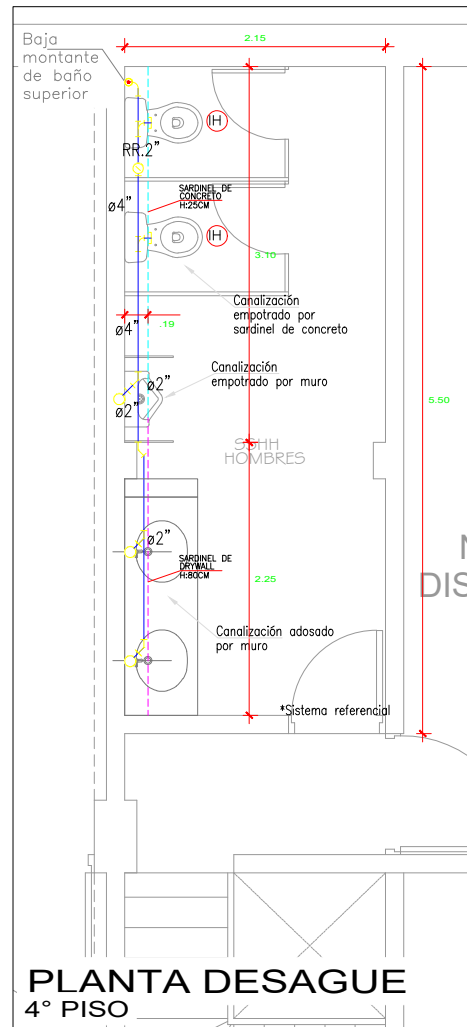 Baja
montante
de baño
superior
2.15
IH
RR.2”
SARDINEL DE
CONCRETO
H:25CM
ø4”
IH
3.10
Canalización
empotrado por
sardinel de concreto
ø4”
.19
Canalización
empotrado por muro
ø2”
ø2”
5.50
SSHH
HOMBRES
ø2”
SARDINEL DE
DRYWALL
H:80CM
N
DIS
2.25
Canalización adosado
por muro
*Sistema referencial
PLANTA DESAGUE
4° PISO